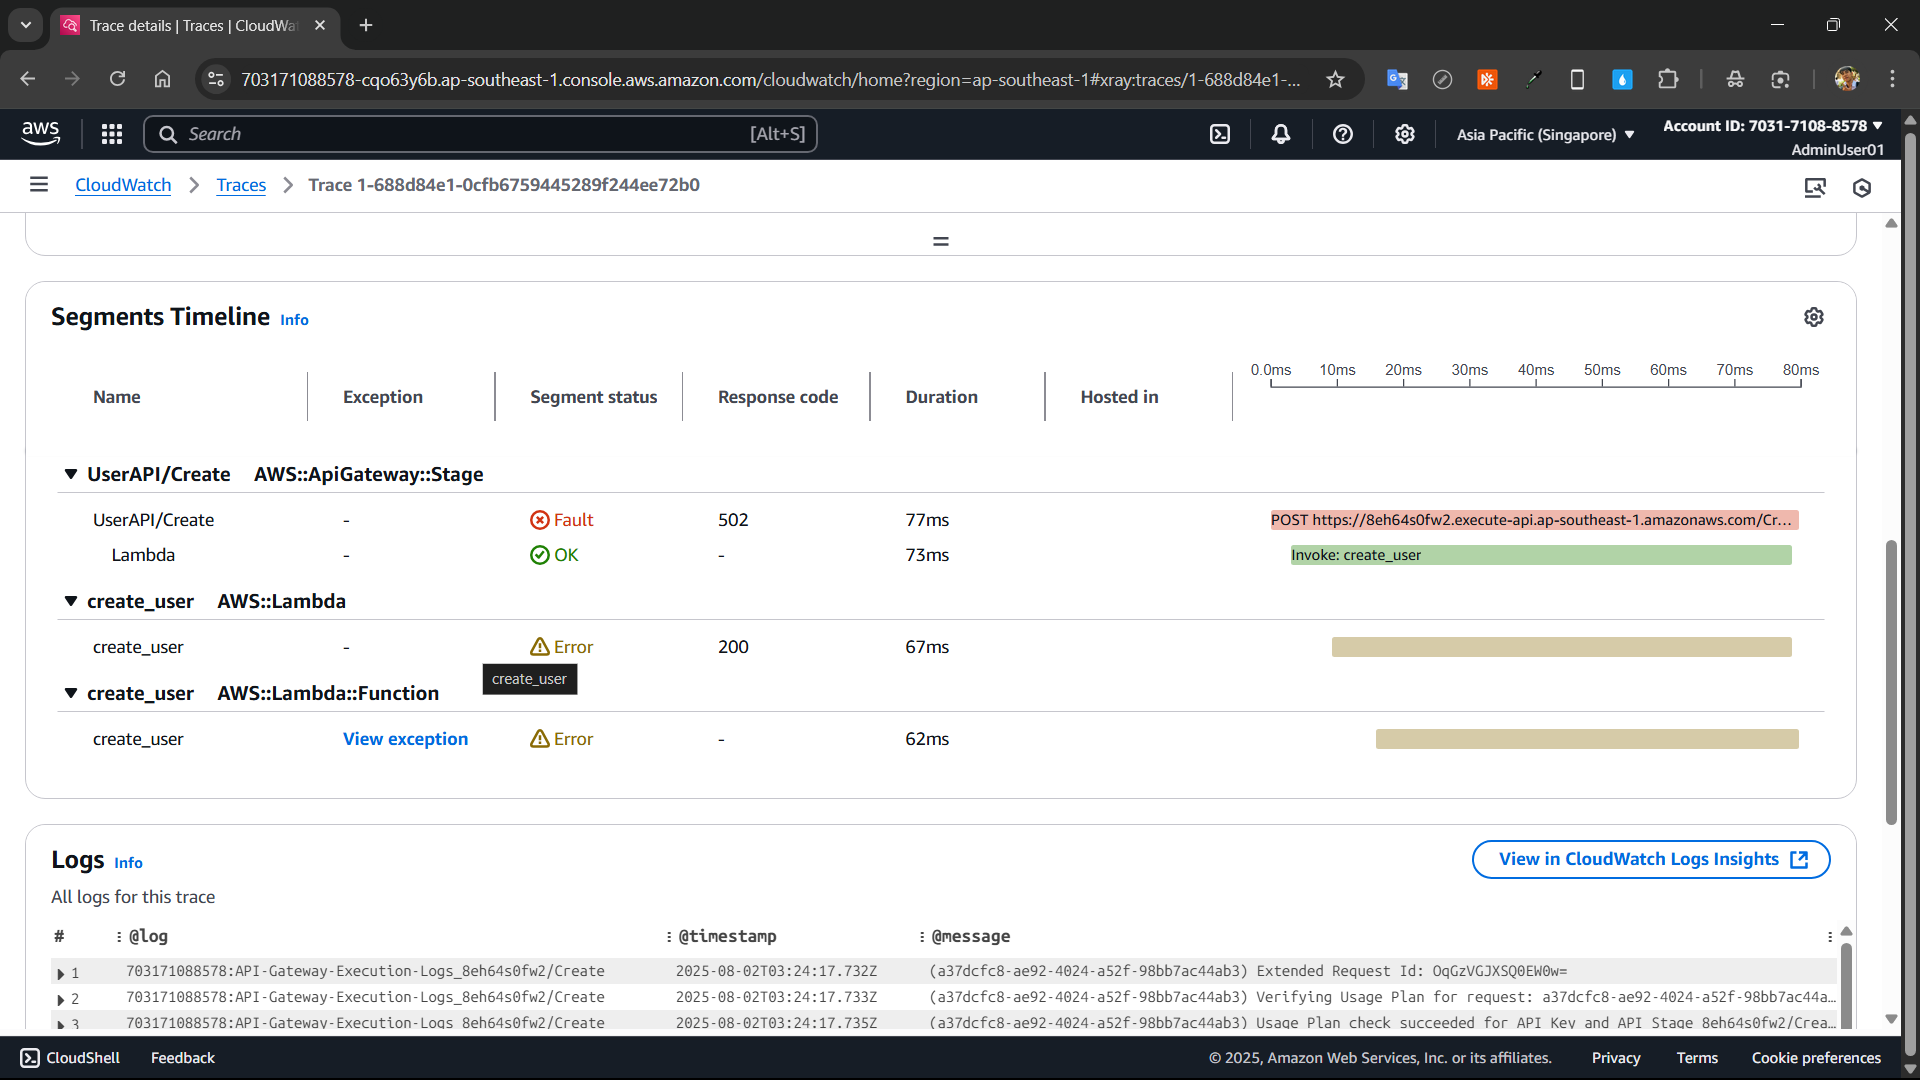 Trace details | Traces | CloudWa
703171088578-cqo63y6b.ap-southeast-1.console.aws.amazon.com/cloudwatch/home?region=ap-southeast-1#xray:traces/1-688d84e1-...
aws
Search
[Alt+S]
Asia Pacific (Singapore)
Account ID: 7031-7108-8578
AdminUser01
CloudWatch
Traces
Trace 1-688d84e1-0cfb6759445289f244ee72b0
Segments Timeline Info
0.0ms 10ms 20ms 30ms 40ms 50ms 60ms 70ms 80ms
Name Exception Segment status Response code Duration Hosted in
UserAPI/Create AWS::ApiGateway::Stage
UserAPI/Create - Fault 502 77ms POST https://8eh64s0fw2.execute-api.ap-southeast-1.amazonaws.com/Cr...
Lambda - OK - 73ms Invoke: create_user
create_user AWS::Lambda
create_user - Error 200 67ms
create_user
create_user AWS::Lambda::Function
create_user View exception Error - 62ms
Logs Info
View in CloudWatch Logs Insights
All logs for this trace
# @log @timestamp @message
1 703171088578:API-Gateway-Execution-Logs_8eh64s0fw2/Create 2025-08-02T03:24:17.732Z (a37dcfc8-ae92-4024-a52f-98bb7ac44ab3) Extended Request Id: OqGzVGJXSQ0EW0w=
2 703171088578:API-Gateway-Execution-Logs_8eh64s0fw2/Create 2025-08-02T03:24:17.733Z (a37dcfc8-ae92-4024-a52f-98bb7ac44ab3) Verifying Usage Plan for request: a37dcfc8-ae92-4024-a52f-98bb7ac44a...
3 703171088578:API-Gateway-Execution-Logs_8eh64s0fw2/Create 2025-08-02T03:24:17.735Z (a37dcfc8-ae92-4024-a52f-98bb7ac44ab3) Usage Plan check succeeded for API Key and API Stage 8eh64s0fw2/Crea...
CloudShell
Feedback
© 2025, Amazon Web Services, Inc. or its affiliates.
Privacy
Terms
Cookie preferences